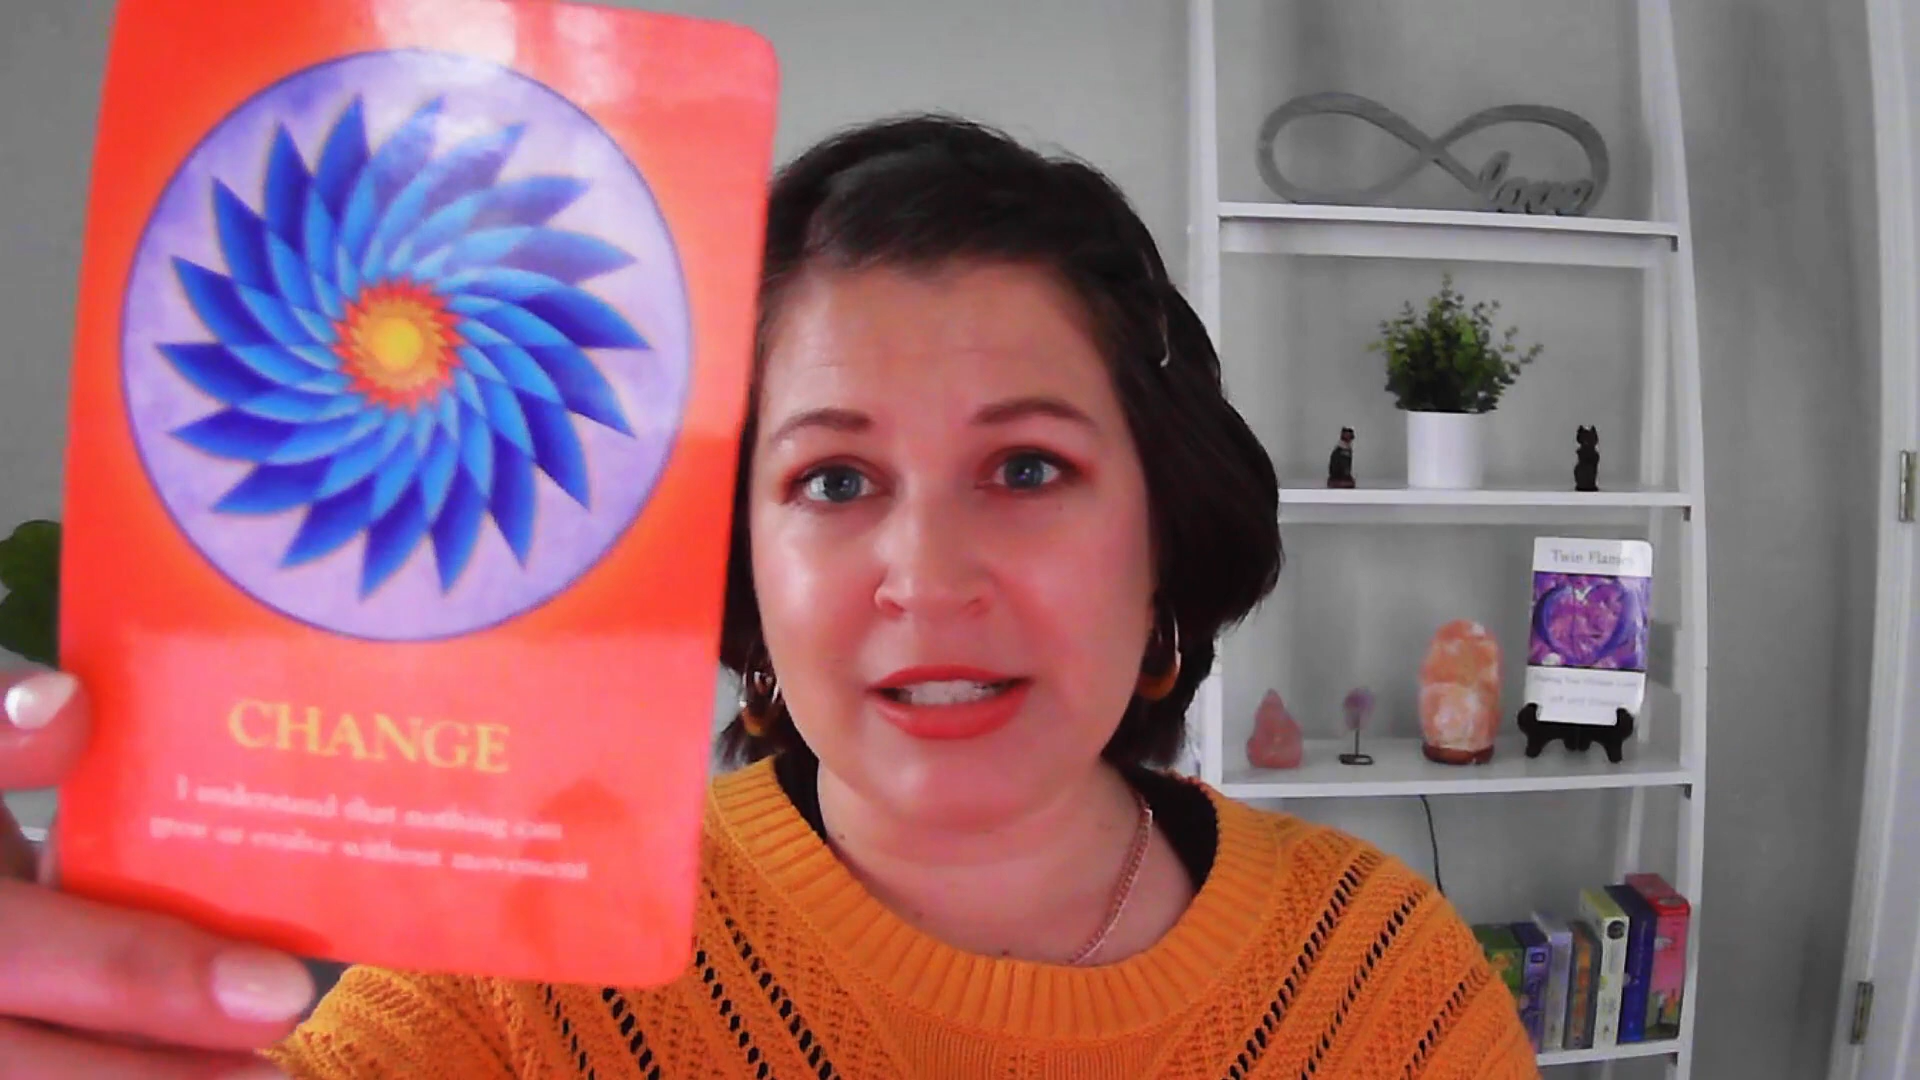 CHANGE
I understand that nothing can
grow or evolve without movement
love
Twin Flames